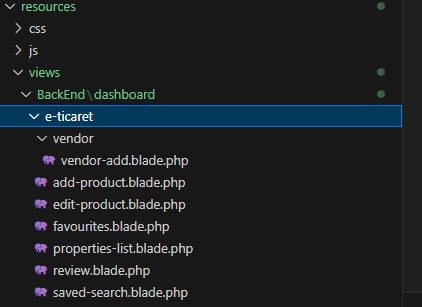 resources
css
js
views
BackEnd\dashboard
e-ticaret
vendor
vendor-add.blade.php
add-product.blade.php
edit-product.blade.php
favourites.blade.php
properties-list.blade.php
review.blade.php
saved-search.blade.php